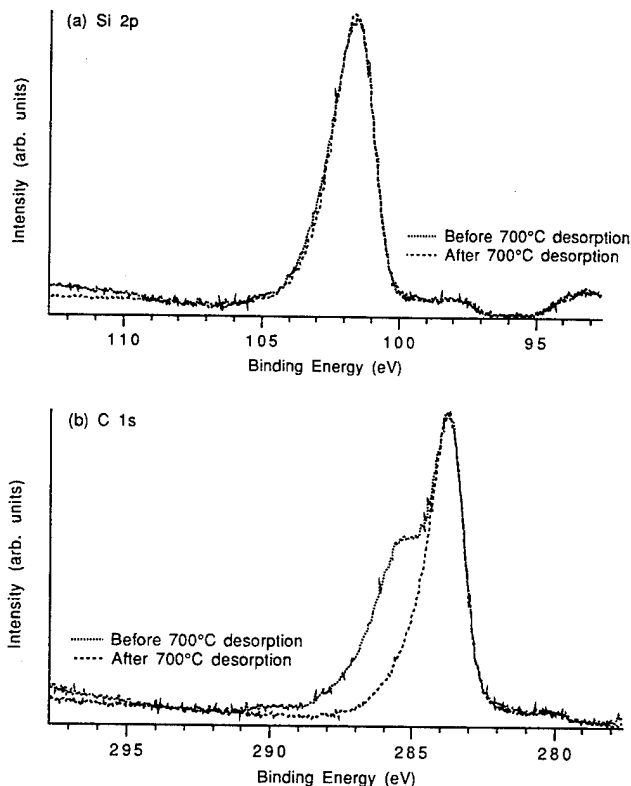 (a) Si 2p
Intensity (arb. units)
Before 700°C desorption
After 700°C desorption
110 105 100 95
Binding Energy (eV)
(b) C 1s
Intensity (arb. units)
Before 700°C desorption
After 700°C desorption
295 290 285 280
Binding Energy (eV)